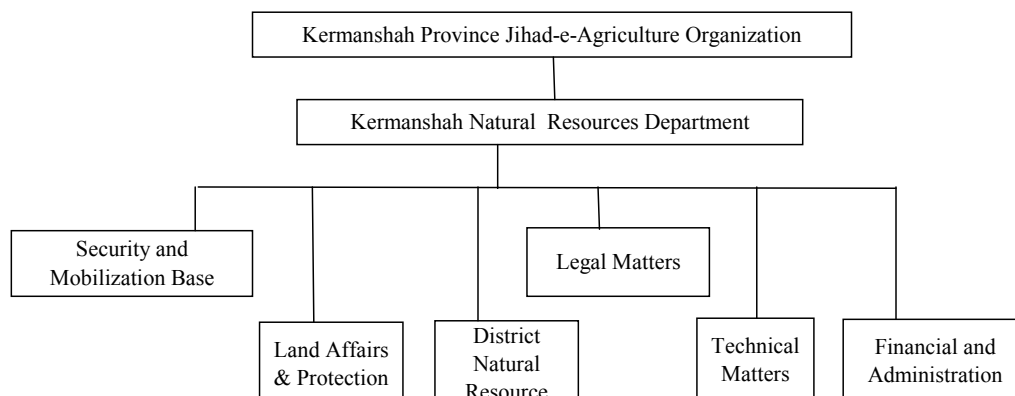 Kermanshah Province Jihad-e-Agriculture Organization
Kermanshah Natural Resources Department
Security and
Mobilization Base
Legal Matters
Land Affairs
& Protection
District
Natural
Resource
Technical
Matters
Financial and
Administration